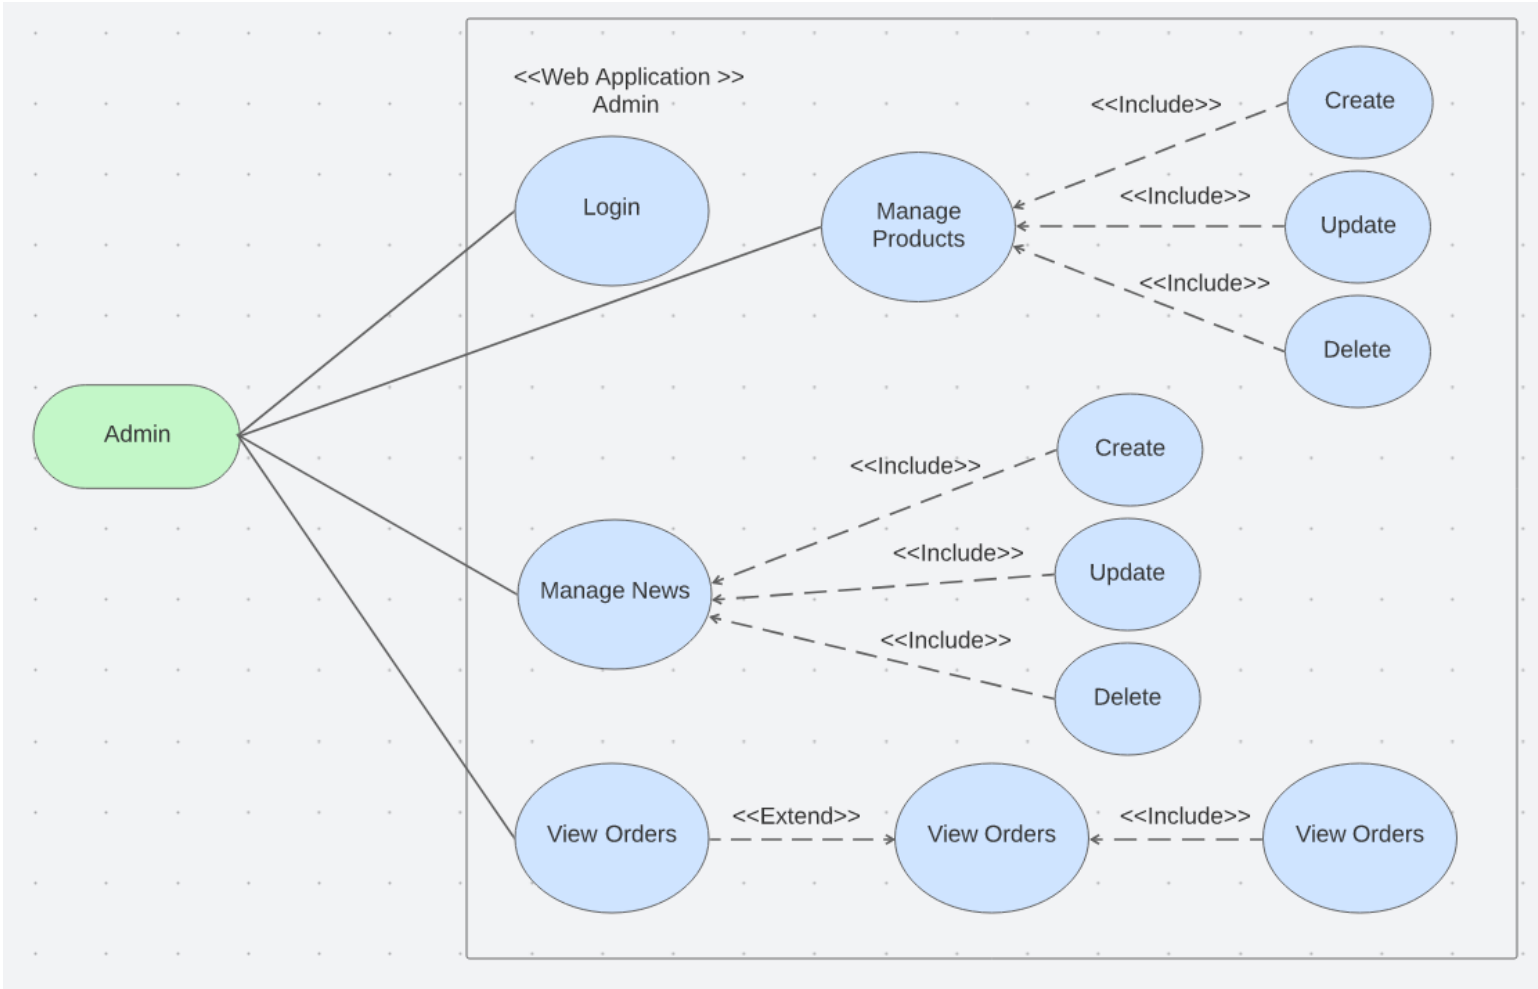 <<Web Application >>
Admin
Login
Manage
Products
<<Include>>
Create
<<Include>>
Update
<<Include>>
Delete
Admin
Manage News
<<Include>>
Create
<<Include>>
Update
<<Include>>
Delete
View Orders
<<Extend>>
View Orders
<<Include>>
View Orders